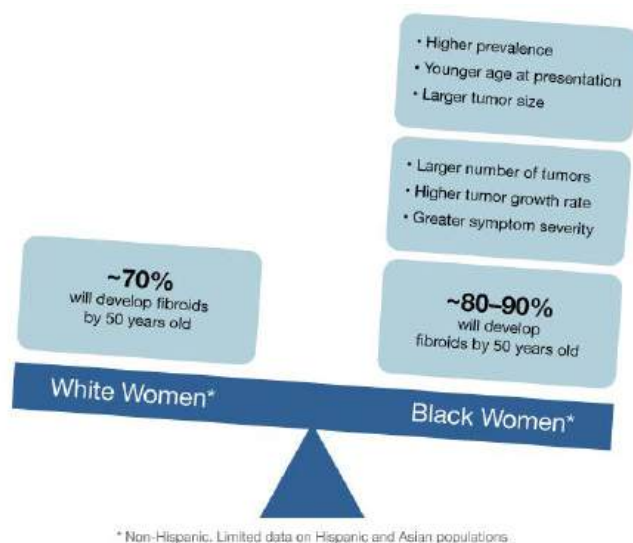 • Higher prevalence
• Younger age at presentation
• Larger tumor size
• Larger number of tumors
• Higher tumor growth rate
• Greater symptom severity
~70%
will develop fibroids
by 50 years old
~80–90%
will develop
fibroids by 50 years old
White Women*
Black Women*
* Non-Hispanic. Limited data on Hispanic and Asian populations